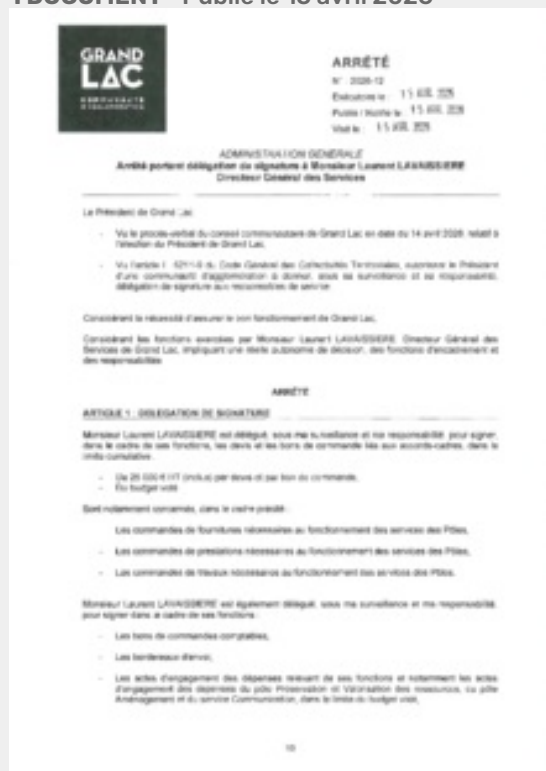 GRAND
LAC
COMMUNAUTÉ
D'AGGLOMÉRATION
ARRÊTÉ
N° : 2026-12
Exécutoire le : 15 AVR. 2026
Publié / Notifié le : 15 AVR. 2026
Visé le : 15 AVR. 2026
ADMINISTRATION GÉNÉRALE
Arrêté portant délégation de signature à Monsieur Laurent LAVAISSIERE
Directeur Général des Services
Le Président de Grand Lac
- Vu le procès-verbal du conseil communautaire de Grand Lac en date du 14 avril 2026, relatif à
l'élection du Président de Grand Lac,
- Vu l'article L. 5211-9 du Code Général des Collectivités Territoriales, autorisant le Président
d'une communauté d'agglomération à donner, sous sa surveillance et sa responsabilité,
délégation de signature aux responsables de service
Considérant la nécessité d'assurer le bon fonctionnement de Grand Lac,
Considérant les fonctions exercées par Monsieur Laurent LAVAISSIERE, Directeur Général des
Services de Grand Lac, impliquant une réelle autonomie de décision, des fonctions d'encadrement et
des responsabilités
ARRÊTE
ARTICLE 1 : DELEGATION DE SIGNATURE
Monsieur Laurent LAVAISSIERE est délégué, sous ma surveillance et ma responsabilité, pour signer,
dans le cadre de ses fonctions, les devis et les bons de commande liés aux accords-cadres, dans la
limite cumulative :
- De 25 000 € HT (inclus) par devis et par bon de commande,
- Du budget voté
Sont notamment concernés, dans le cadre précité :
Les commandes de fournitures nécessaires au fonctionnement des services des Pôles,
- Les commandes de prestations nécessaires au fonctionnement des services des Pôles,
- Les commandes de travaux nécessaires au fonctionnement des services des Pôles.
Monsieur Laurent LAVAISSIERE est également délégué, sous ma surveillance et ma responsabilité,
pour signer dans le cadre de ses fonctions :
- Les bons de commandes comptables,
- Les bordereaux d'envoi,
- Les actes d'engagement des dépenses relevant de ses fonctions et notamment les actes
d'engagement des dépenses du pôle Préservation et Valorisation des ressources, du pôle
Aménagement et du service Communication, dans la limite du budget voté,